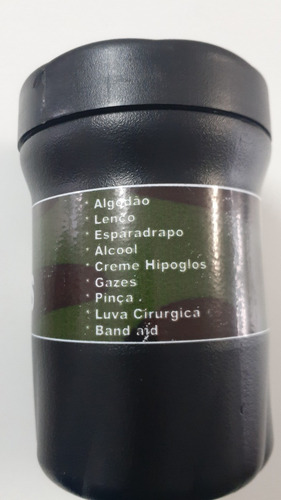 * Algodão
* Lenço
* Esparadrapo
* Alcool
* Creme Hipoglos
* Gazes
* Pinça .
* Luva Cirurgica
* Band aid